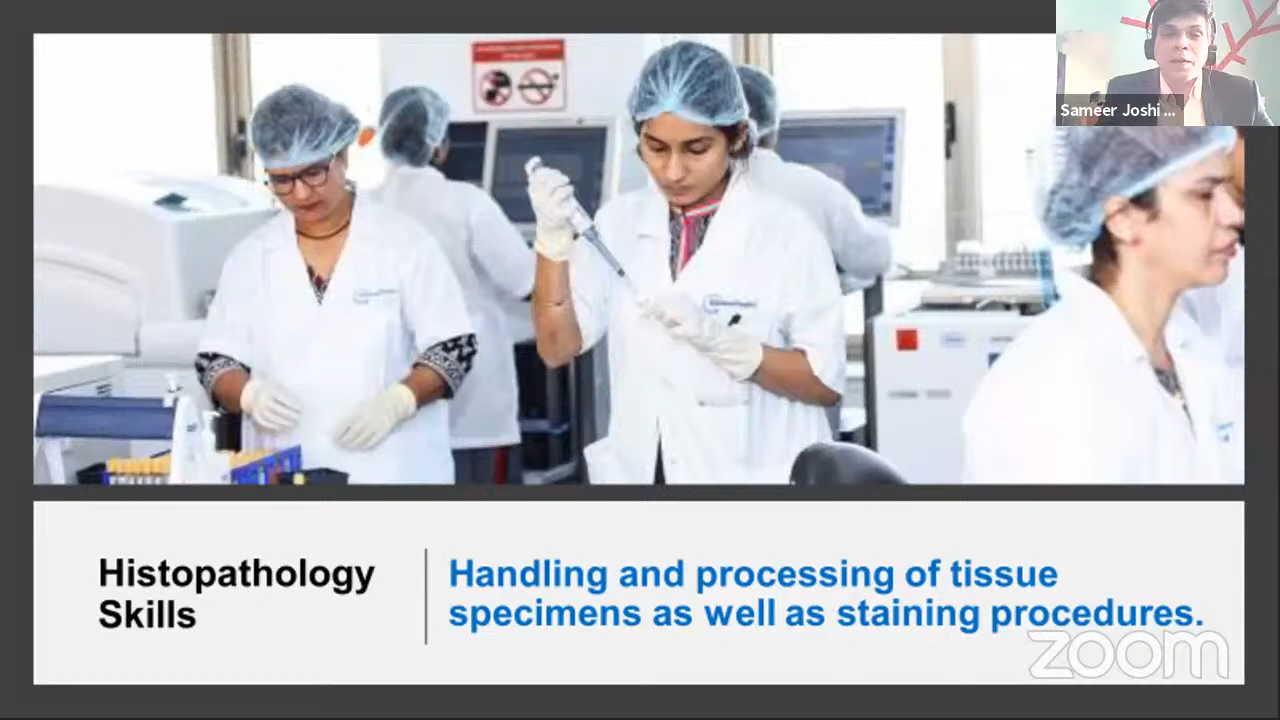 Sameer Joshi ...
Histopathology
Skills
Handling and processing of tissue
specimens as well as staining procedures.
zoom